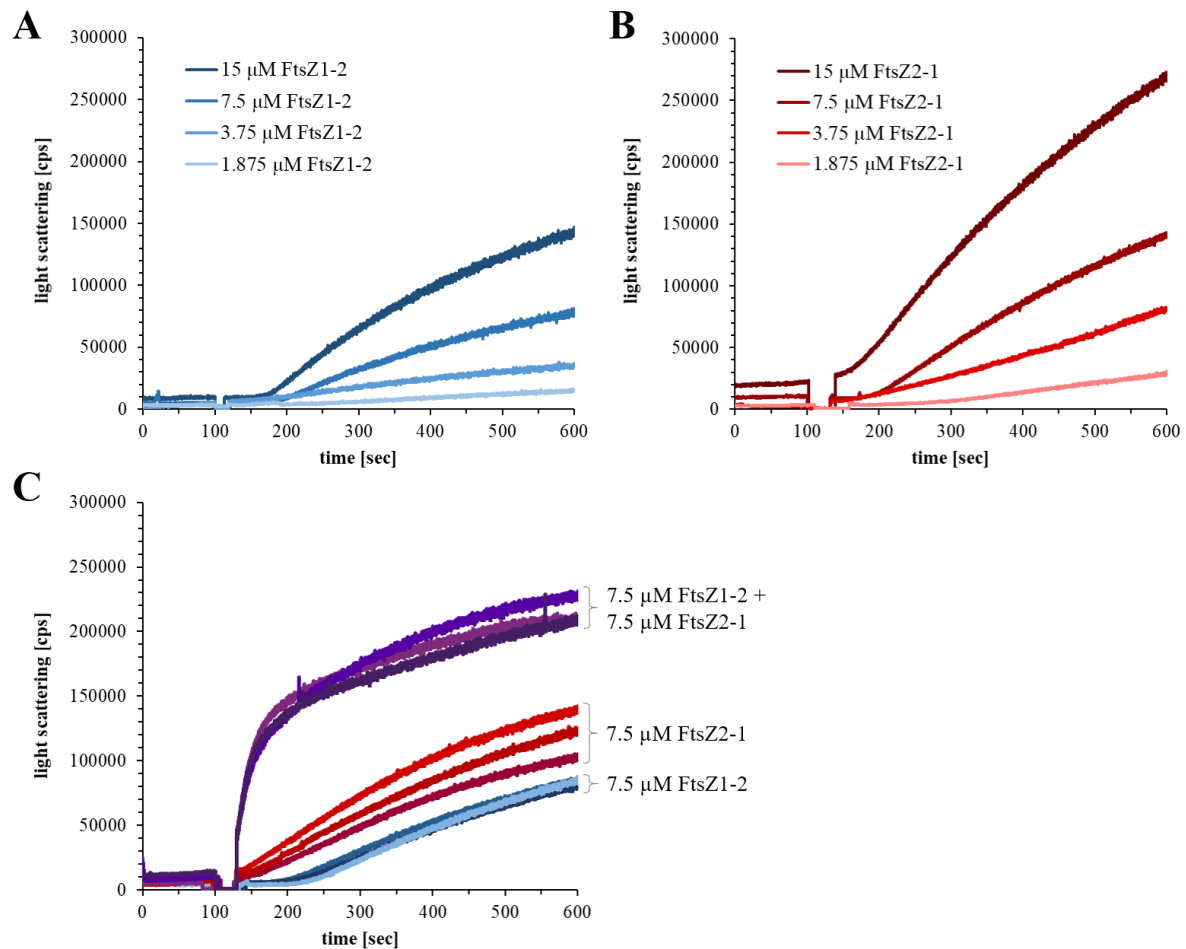 A
300000
250000
200000
150000
100000
50000
0
light scattering [cps]
15 µM FtsZ1-2
7.5 µM FtsZ1-2
3.75 µM FtsZ1-2
1.875 µM FtsZ1-2
0 100 200 300 400 500 600
time [sec]
B
300000
250000
200000
150000
100000
50000
0
light scattering [cps]
15 µM FtsZ2-1
7.5 µM FtsZ2-1
3.75 µM FtsZ2-1
1.875 µM FtsZ2-1
0 100 200 300 400 500 600
time [sec]
C
300000
250000
200000
150000
100000
50000
0
light scattering [cps]
7.5 µM FtsZ1-2 +
7.5 µM FtsZ2-1
7.5 µM FtsZ2-1
7.5 µM FtsZ1-2
0 100 200 300 400 500 600
time [sec]